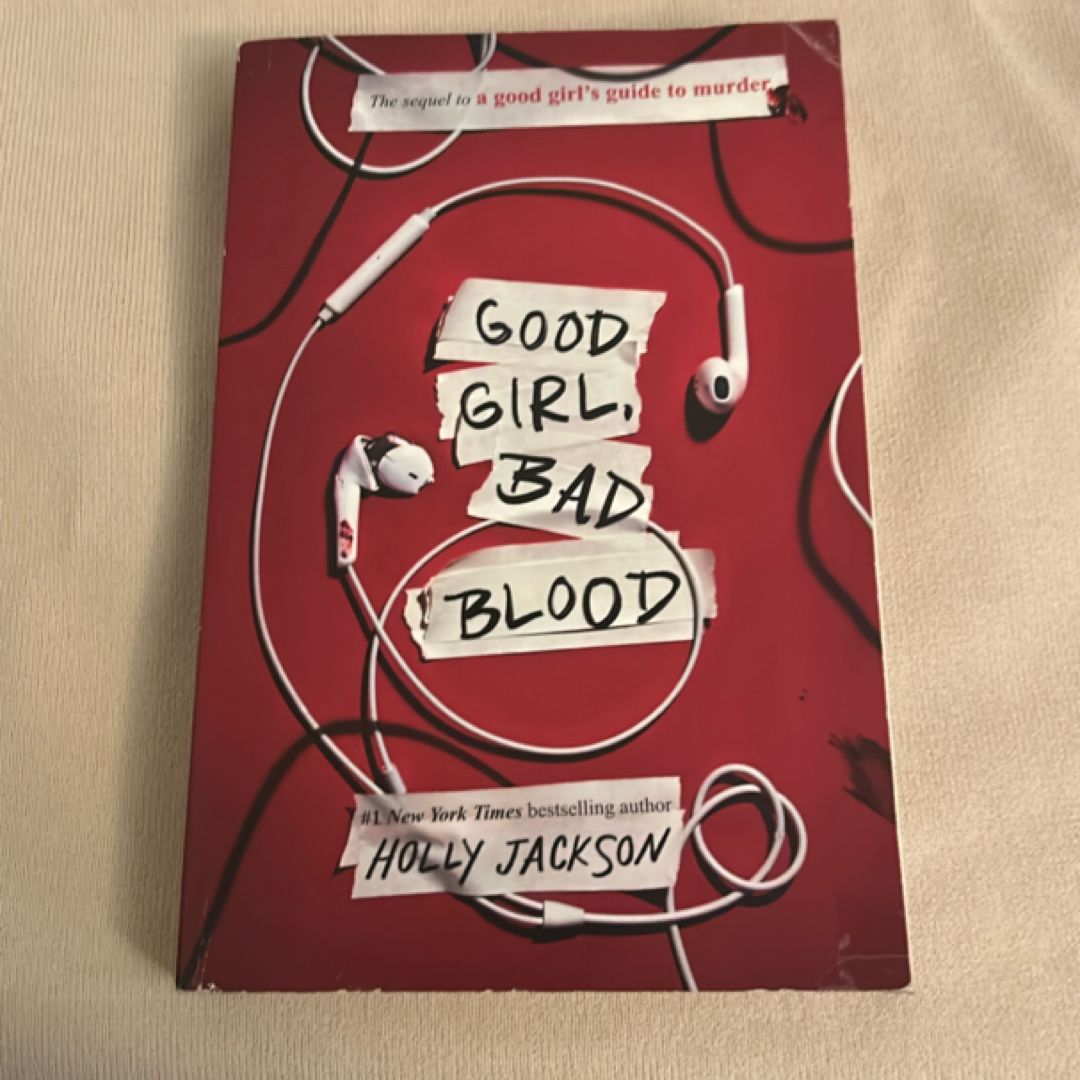 The sequel to a good girl's guide to murder
GOOD
GIRL,
BAD
BLOOD
#1 New York Times bestselling author
HOLLY JACKSON